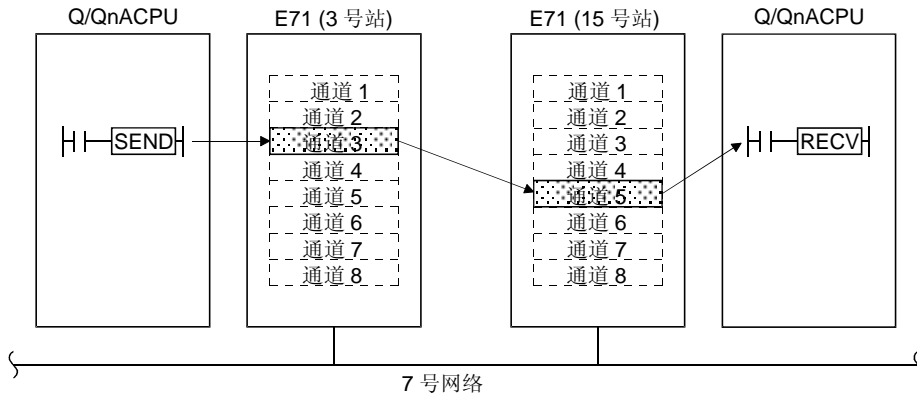 Q/QnACPU
E71 (3 号站)
E71 (15 号站)
Q/QnACPU
SEND
通道 1
通道 2
通道 3
通道 4
通道 5
通道 6
通道 7
通道 8
通道 1
通道 2
通道 3
通道 4
通道 5
通道 6
通道 7
通道 8
RECV
7 号网络